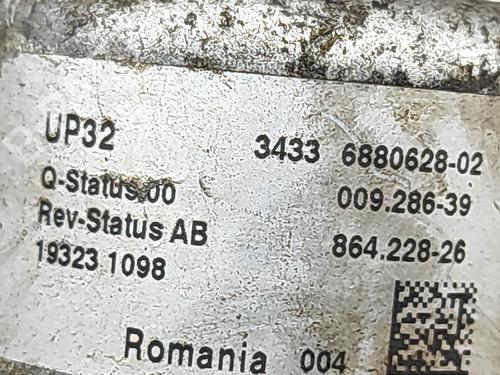 UP32 3433 6880628-02
Q-Status 00 009.286-39
Rev-Status AB 864.228-26
19323 1098
Romania 004